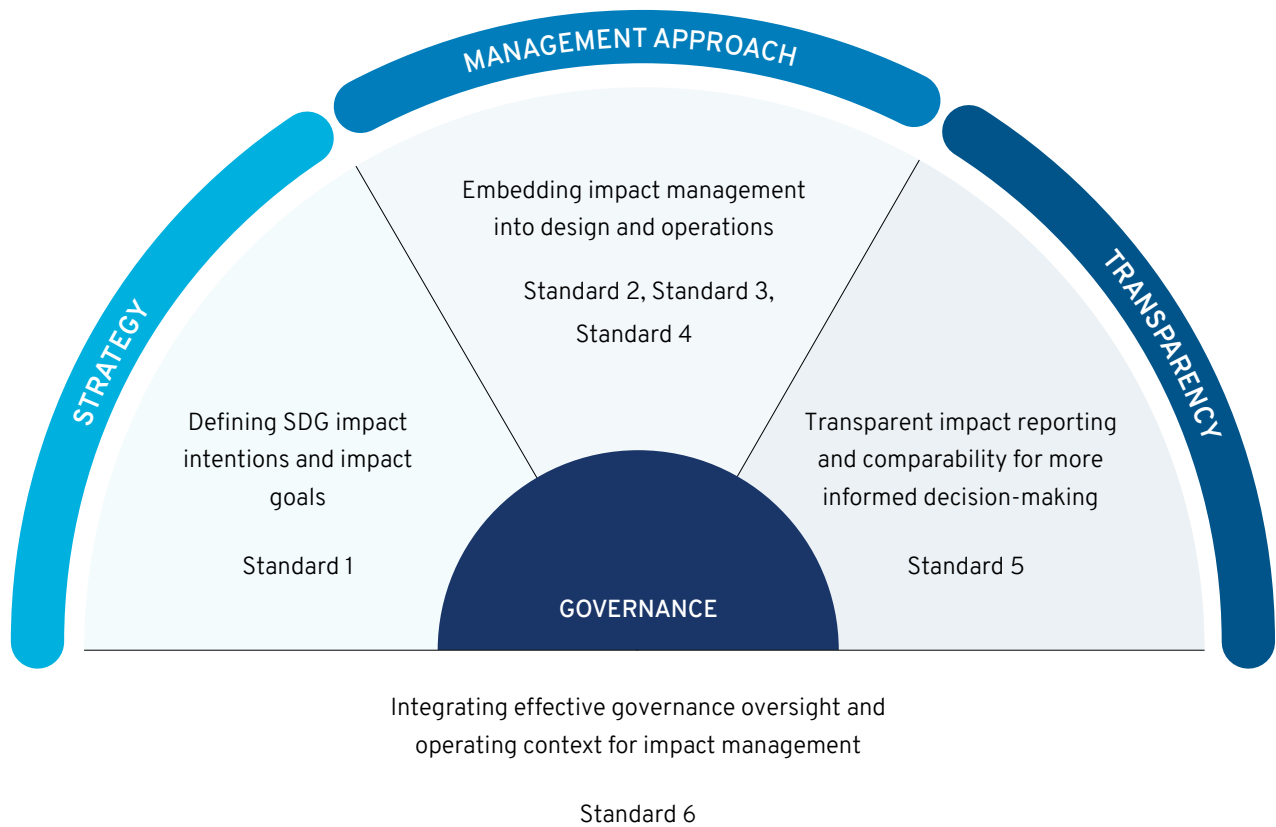 MANAGEMENT APPROACH
STRATEGY
TRANSPARENCY
Embedding impact management
into design and operations
Standard 2, Standard 3,
Standard 4
Defining SDG impact
intentions and impact
goals
Standard 1
Transparent impact reporting
and comparability for more
informed decision-making
Standard 5
GOVERNANCE
Integrating effective governance oversight and
operating context for impact management
Standard 6